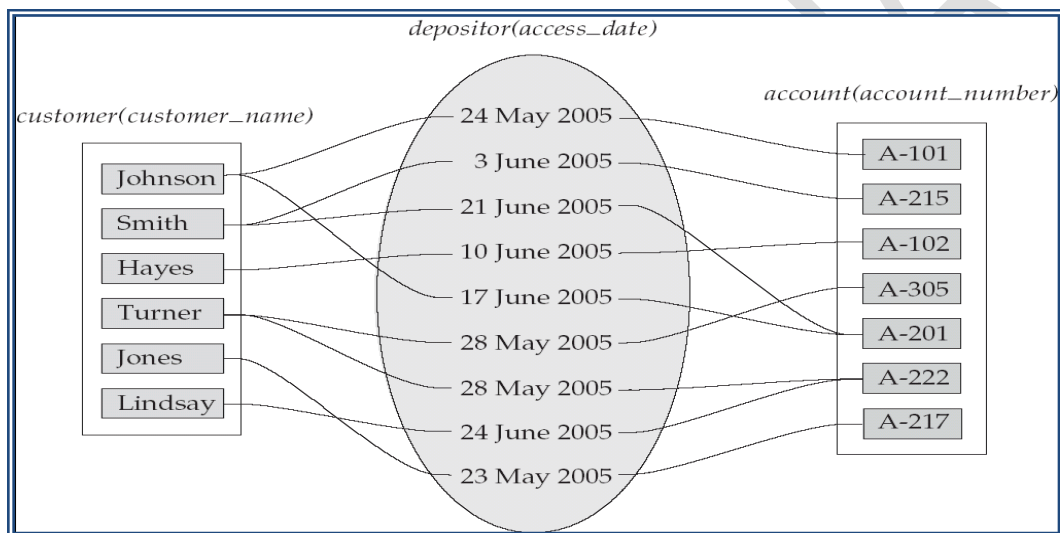 depositor(access_date)
customer(customer_name)
account(account_number)
Johnson
Smith
Hayes
Turner
Jones
Lindsay
24 May 2005
3 June 2005
21 June 2005
10 June 2005
17 June 2005
28 May 2005
28 May 2005
24 June 2005
23 May 2005
A-101
A-215
A-102
A-305
A-201
A-222
A-217